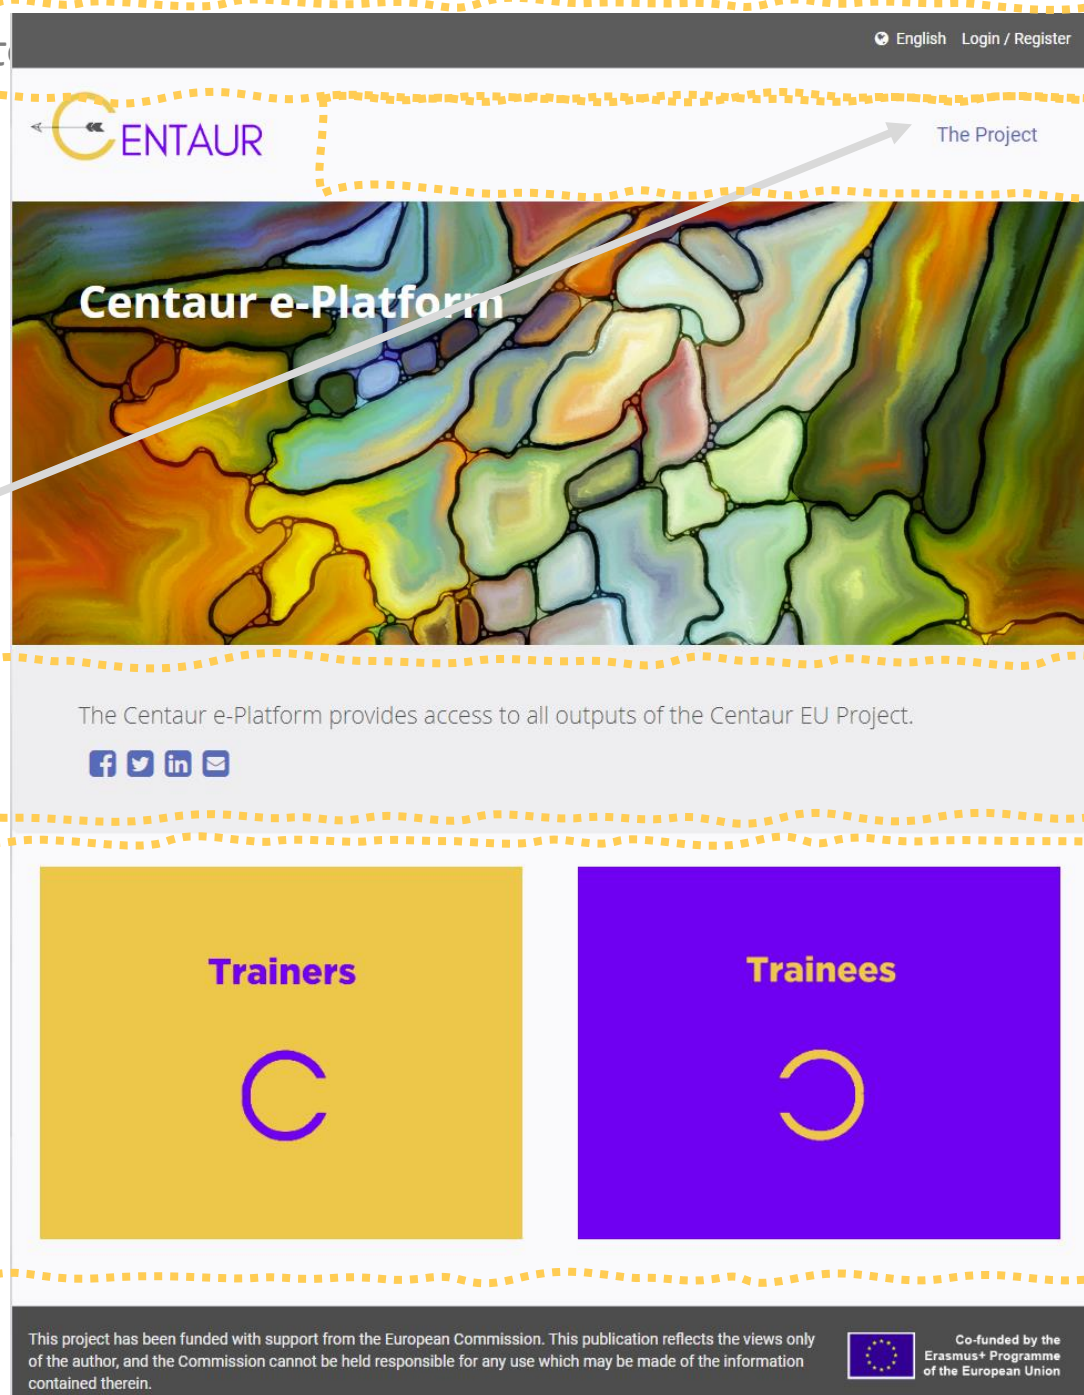 English Login / Register
CENTAUR
The Project
Centaur e-Platform
The Centaur e-Platform provides access to all outputs of the Centaur EU Project.
Trainers
Trainees
This project has been funded with support from the European Commission. This publication reflects the views only
of the author, and the Commission cannot be held responsible for any use which may be made of the information
contained therein.
Co-funded by the
Erasmus+ Programme
of the European Union